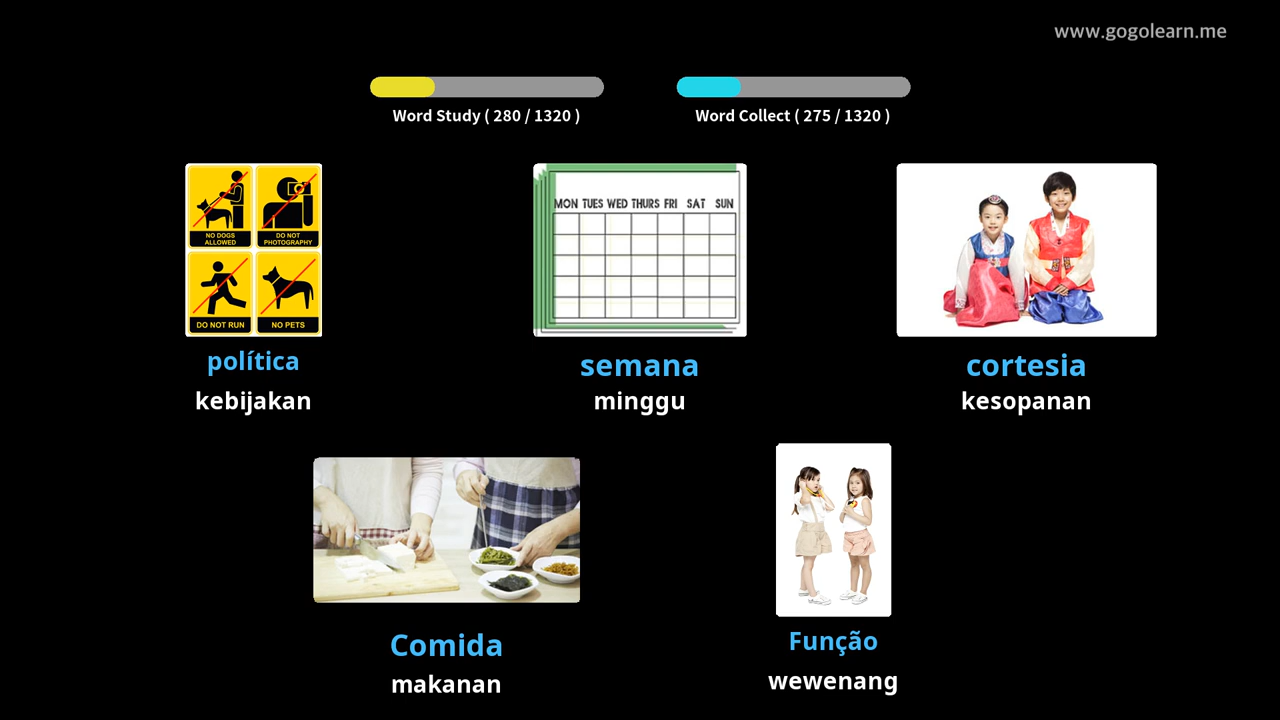 www.gogolearn.me
Word Study ( 280 / 1320 )
Word Collect ( 275 / 1320 )
NO DOGS
ALLOWED
DO NOT
PHOTOGRAPHY
DO NOT RUN
NO PETS
MON TUES WED THURS FRI SAT SUN
política
kebijakan
semana
minggu
cortesia
kesopanan
Comida
makanan
Função
wewenang